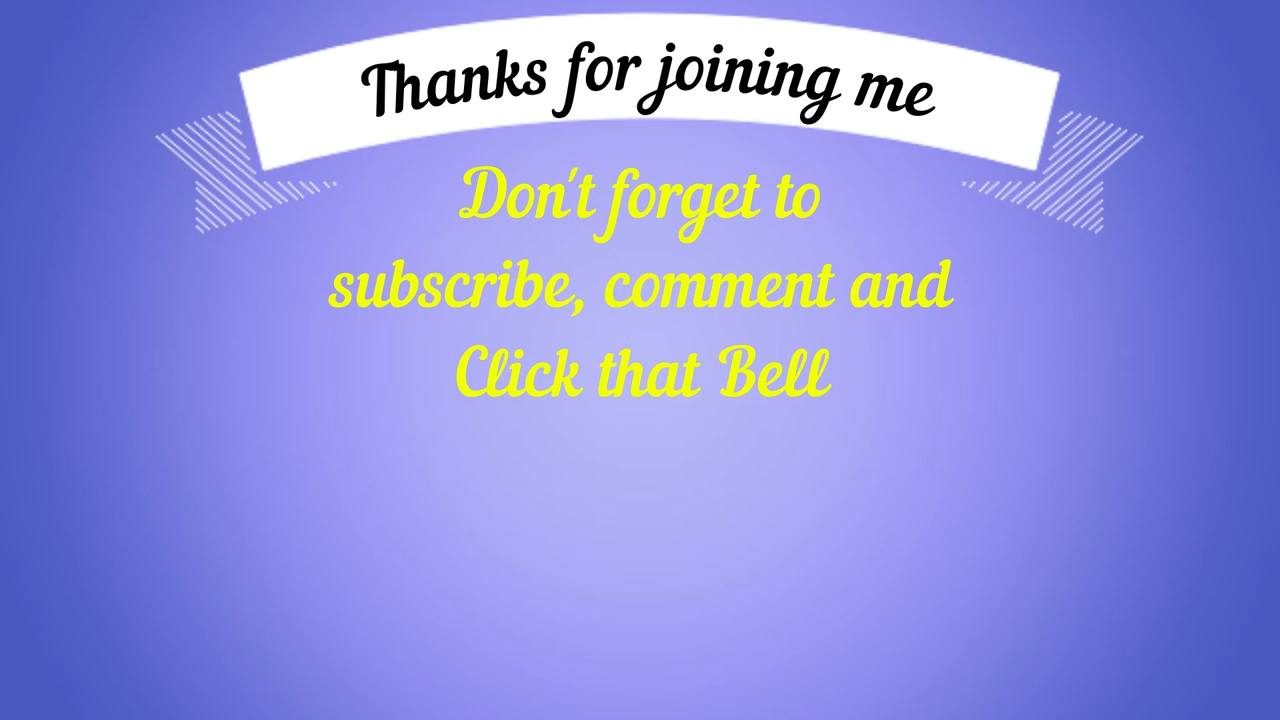 Thanks for joining me
Don't forget to
subscribe, comment and
Click that Bell